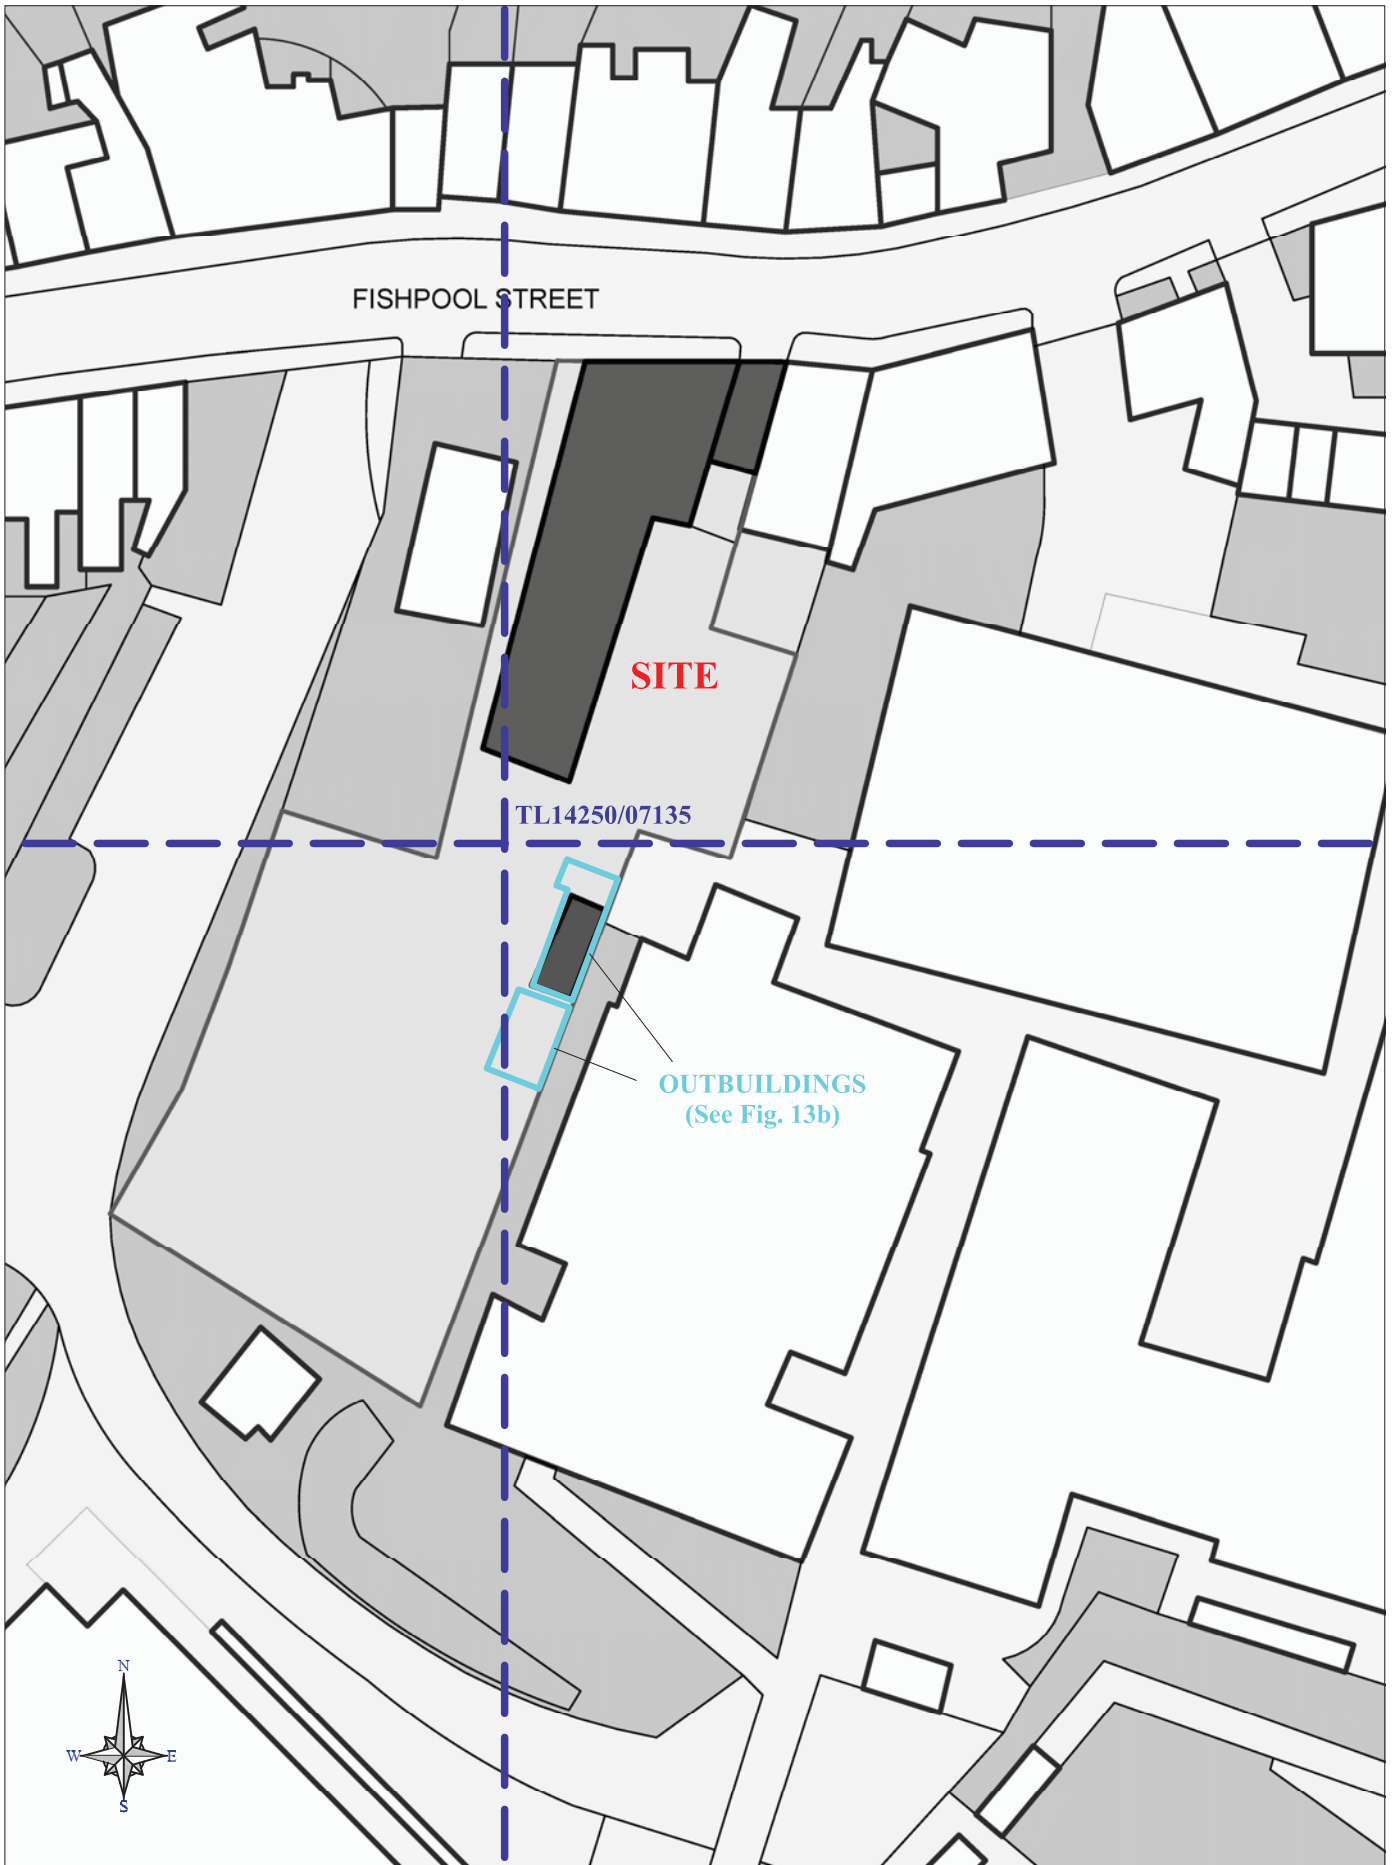 FISHPOOL STREET
SITE
TL14250/07135
OUTBUILDINGS
(See Fig. 13b)
N
W E
S